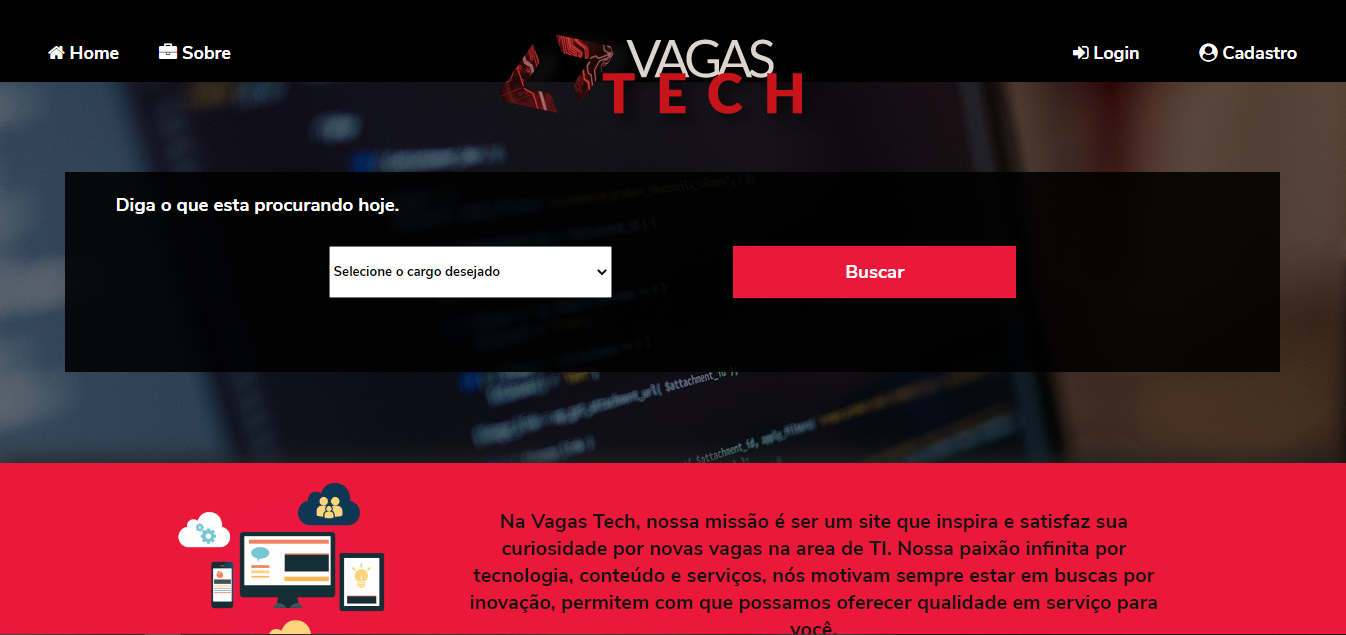 Home
Sobre
VAGAS
TECH
Login
Cadastro
Diga o que esta procurando hoje.
Selecione o cargo desejado
Buscar
$attachment_id
Na Vagas Tech, nossa missão é ser um site que inspira e satisfaz sua
curiosidade por novas vagas na area de TI. Nossa paixão infinita por
tecnologia, conteúdo e serviços, nós motivam sempre estar em buscas por
inovação, permitem com que possamos oferecer qualidade em serviço para
você.